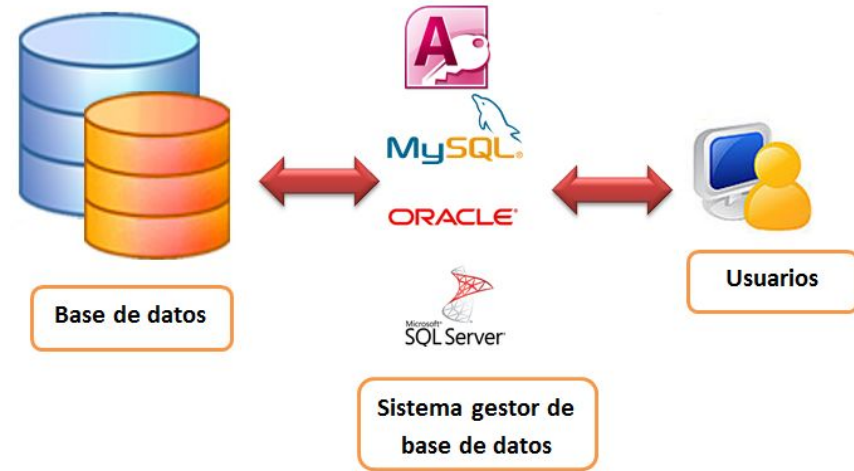 A
MySQL®
ORACLE®
Microsoft®
SQL Server®
Base de datos
Sistema gestor de
base de datos
Usuarios